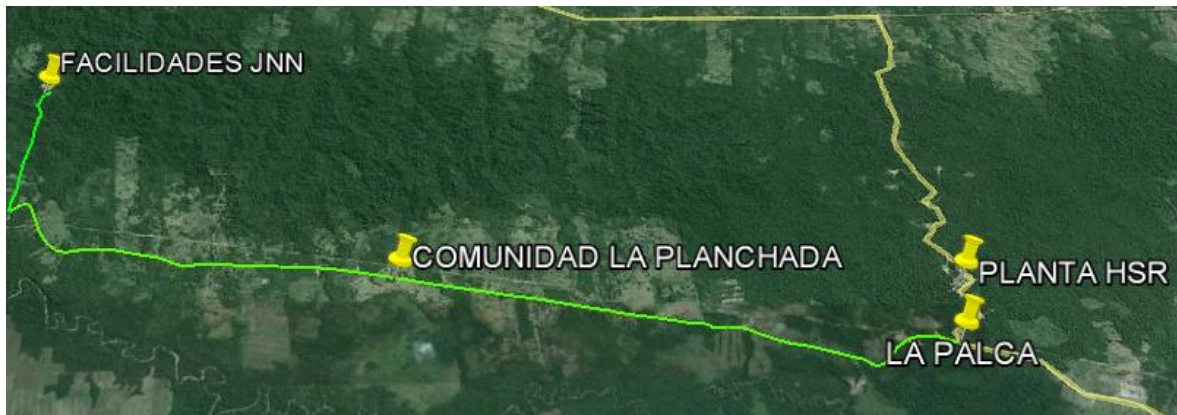 FACILIDADES JNN
COMUNIDAD LA PLANCHADA
PLANTA HSR
LA PALCA